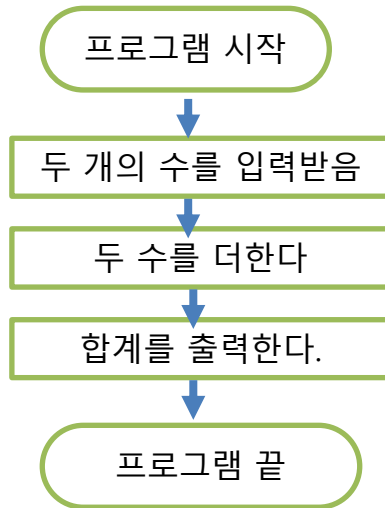 프로그램 시작
두 개의 수를 입력받음
두 수를 더한다
합계를 출력한다.
프로그램 끝